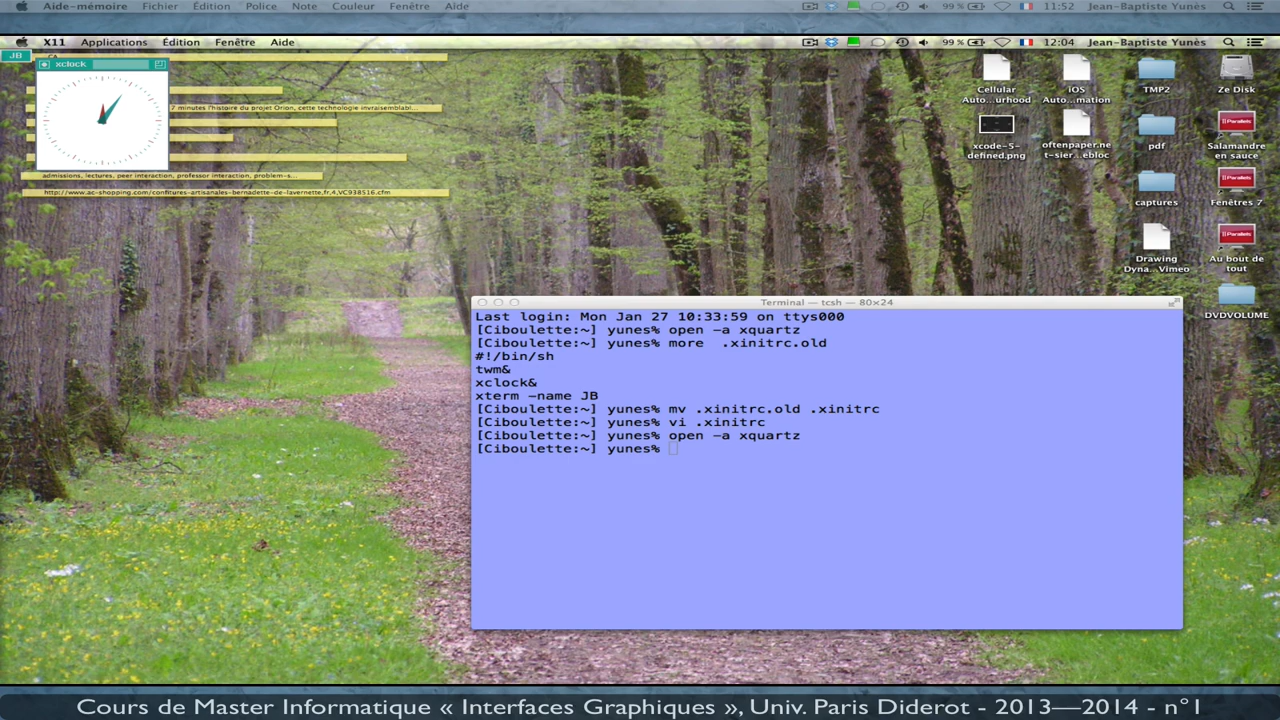 Aide-mémoire Fichier Édition Police Note Couleur Fenêtre Aide 99 % 11:52 Jean-Baptiste Yunès
X11 Applications Édition Fenêtre Aide 99 % 12:04 Jean-Baptiste Yunès
JB
xclock
7 minutes l'histoire du projet Orion, cette technologie invraisemblabl...
admissions, lectures, peer interaction, professor interaction, problem-s...
http://www.ac-shopping.com/confitures-artisanales-bernadette-de-lavernette,fr,4,VC938516.cfm
Cellular
Auto...urhood
iOS
Auto...mation
TMP2
Ze Disk
xcode-5-
defined.png
oftenpaper.ne
t-sier...ebloc
pdf
Parallels
Salamandre
en sauce
captures
Parallels
Fenêtres 7
Drawing
Dyna...Vimeo
Parallels
Au bout de
tout
DVDVOLUME
Terminal — tcsh — 80×24
Last login: Mon Jan 27 10:33:59 on ttys000
[Ciboulette:~] yunes% open -a xquartz
[Ciboulette:~] yunes% more .xinitrc.old
#!/bin/sh
twm&
xclock&
xterm -name JB
[Ciboulette:~] yunes% mv .xinitrc.old .xinitrc
[Ciboulette:~] yunes% vi .xinitrc
[Ciboulette:~] yunes% open -a xquartz
[Ciboulette:~] yunes%
Cours de Master Informatique « Interfaces Graphiques », Univ. Paris Diderot - 2013—2014 - n°1